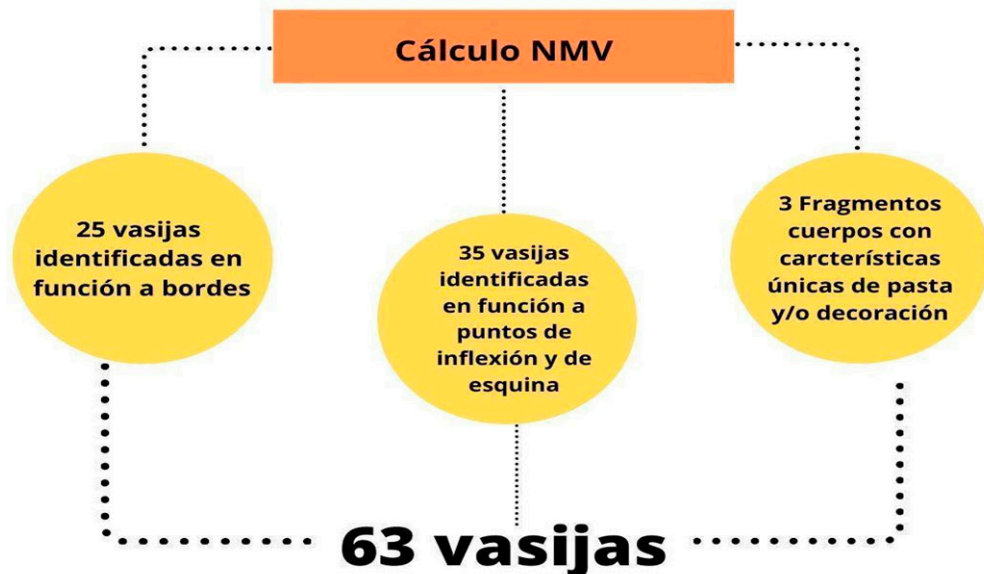 Cálculo NMV
25 vasijas
identificadas en
función a bordes
35 vasijas
identificadas
en función a
puntos de
inflexión y de
esquina
3 Fragmentos
cuerpos con
carcterísticas
únicas de pasta
y/o decoración
63 vasijas